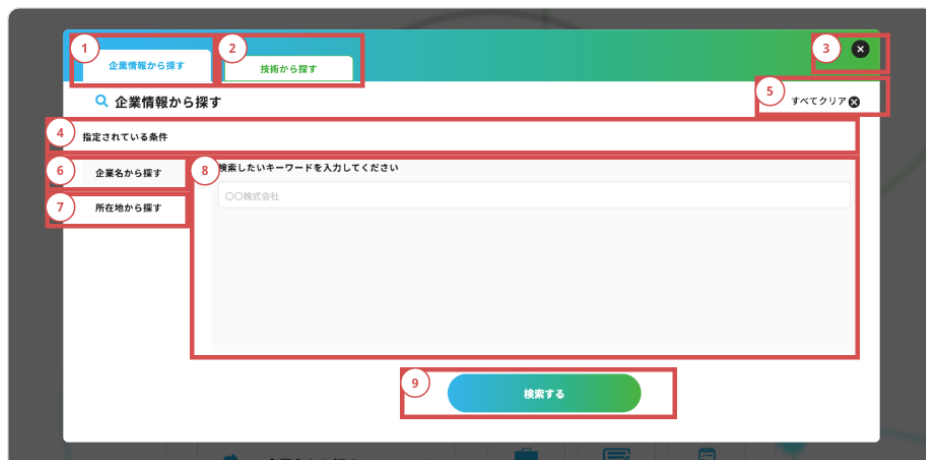 1
企業情報から探す
2
技術から探す
3
企業情報から探す
5
すべてクリア
4
指定されている条件
6
企業名から探す
7
所在地から探す
8
検索したいキーワードを入力してください
〇〇株式会社
9
検索する